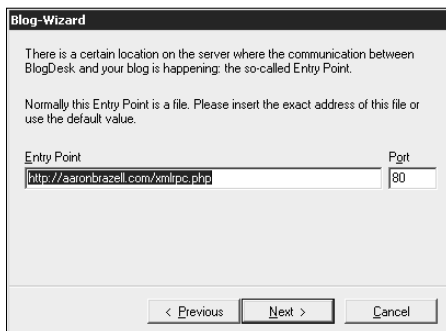 Blog-Wizard
There is a certain location on the server where the communication between
BlogDesk and your blog is happening: the so-called Entry Point.
Normally this Entry Point is a file. Please insert the exact address of this file or
use the default value.
Entry Point Port
http://aaronbrazell.com/xmlrpc.php 80
< Previous Next > Cancel